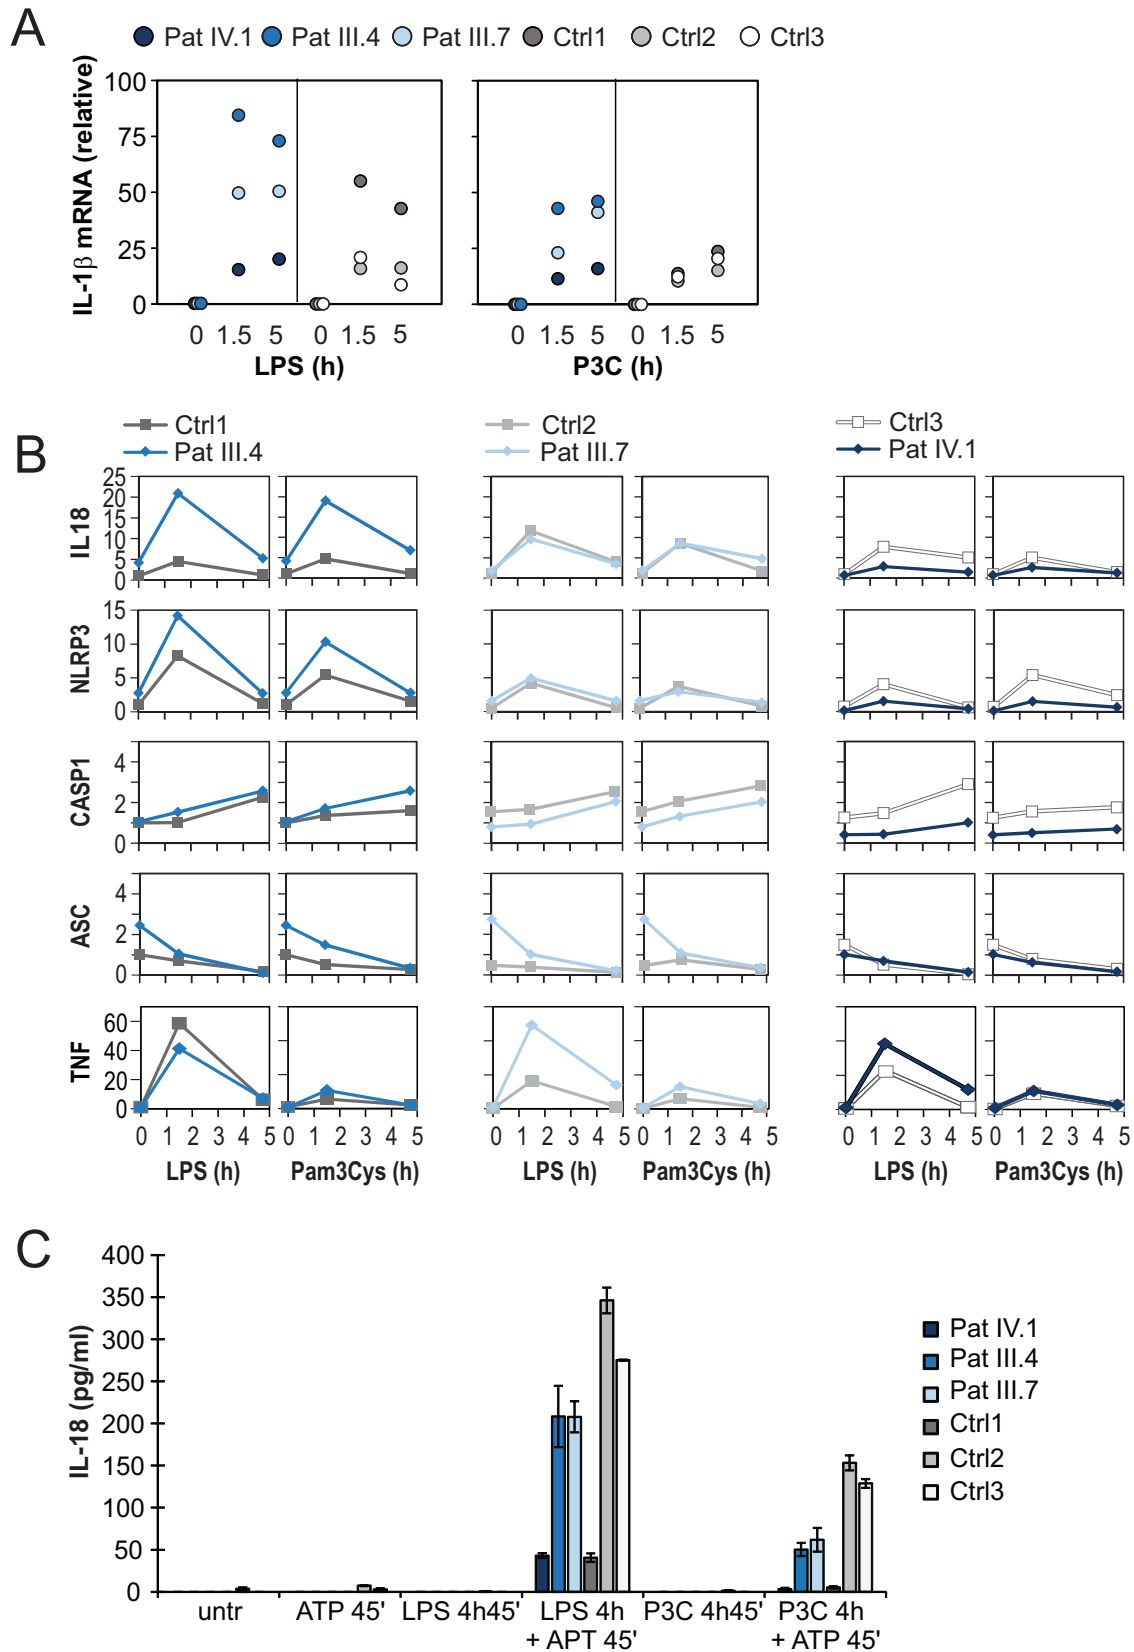 A
Pat IV.1 Pat III.4 Pat III.7 Ctrl1 Ctrl2 Ctrl3
IL-1β mRNA (relative)
100
75
50
25
0
0 1.5 5 0 1.5 5
LPS (h)
0 1.5 5 0 1.5 5
P3C (h)
B
Ctrl1
Pat III.4
Ctrl2
Pat III.7
Ctrl3
Pat IV.1
IL18
25
20
15
10
5
0
NLRP3
15
10
5
0
CASP1
4
2
0
ASC
4
2
0
TNF
60
40
20
0
0 1 2 3 4 5 0 1 2 3 4 5 0 1 2 3 4 5 0 1 2 3 4 5 0 1 2 3 4 5 0 1 2 3 4 5
LPS (h) Pam3Cys (h) LPS (h) Pam3Cys (h) LPS (h) Pam3Cys (h)
C
IL-18 (pg/ml)
400
350
300
250
200
150
100
50
0
untr ATP 45' LPS 4h45' LPS 4h P3C 4h45' P3C 4h
+ APT 45' + ATP 45'
Pat IV.1
Pat III.4
Pat III.7
Ctrl1
Ctrl2
Ctrl3